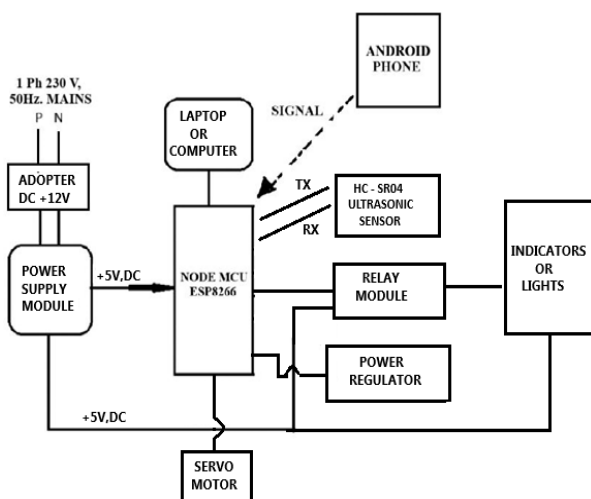 ANDROID
PHONE
1 Ph 230 V,
50Hz. MAINS
P N
SIGNAL
LAPTOP
OR
COMPUTER
ADOPTER
DC +12V
TX
RX
HC - SR04
ULTRASONIC
SENSOR
POWER
SUPPLY
MODULE
+5V,DC
NODE MCU
ESP8266
RELAY
MODULE
INDICATORS
OR
LIGHTS
POWER
REGULATOR
+5V,DC
SERVO
MOTOR